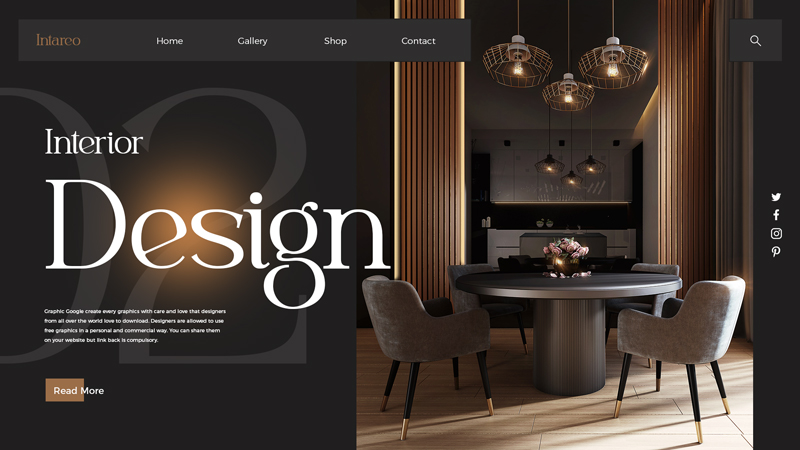 Intareo
Home
Gallery
Shop
Contact
02
Interior
Design
Graphic Google create every graphics with care and love that designers
from all over the world love to download. Designers are allowed to use
free graphics in a personal and commercial way. You can share them
on your website but link back is compulsory.
Read More